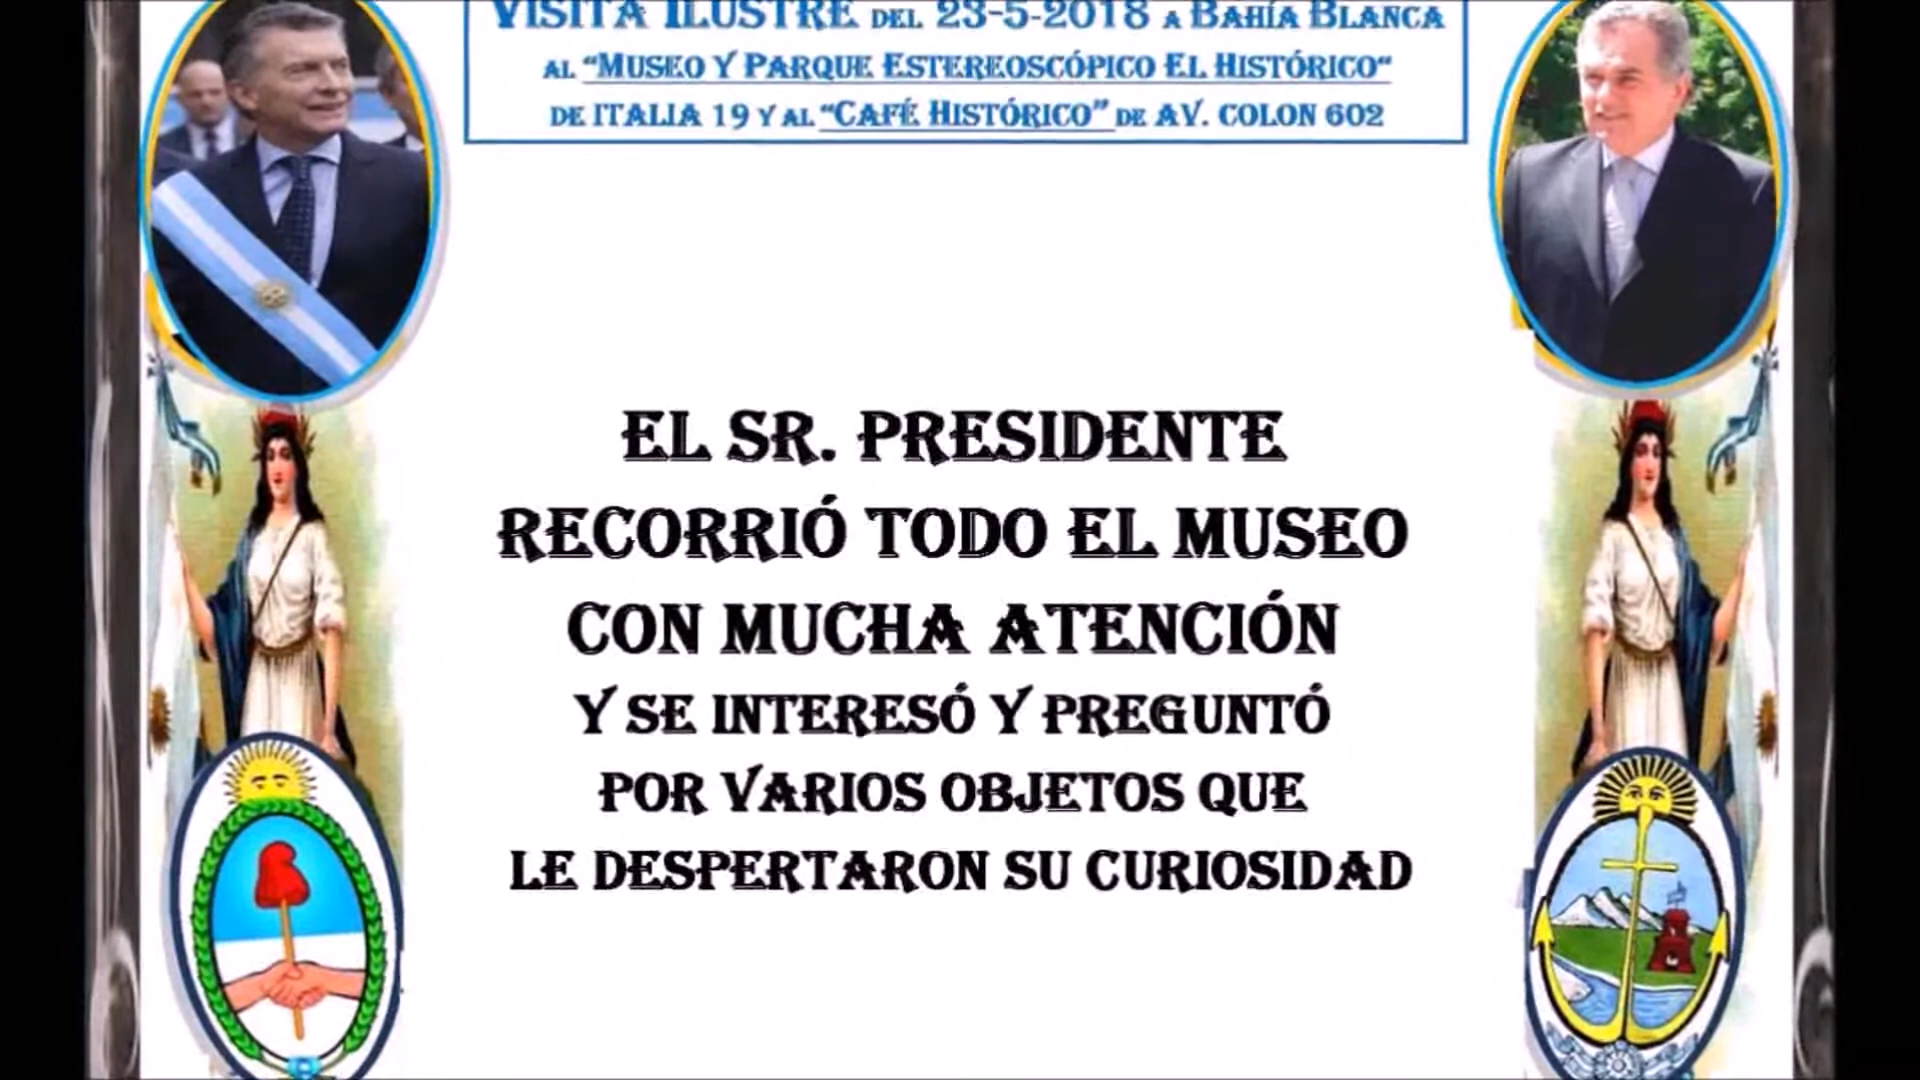 VISITA ILUSTRE DEL 23-5-2018 A BAHÍA BLANCA
AL “MUSEO Y PARQUE ESTEREOSCÓPICO EL HISTÓRICO“
DE ITALIA 19 Y AL “CAFÉ HISTÓRICO” DE AV. COLON 602
EL SR. PRESIDENTE
RECORRIÓ TODO EL MUSEO
CON MUCHA ATENCIÓN
Y SE INTERESÓ Y PREGUNTÓ
POR VARIOS OBJETOS QUE
LE DESPERTARON SU CURIOSIDAD